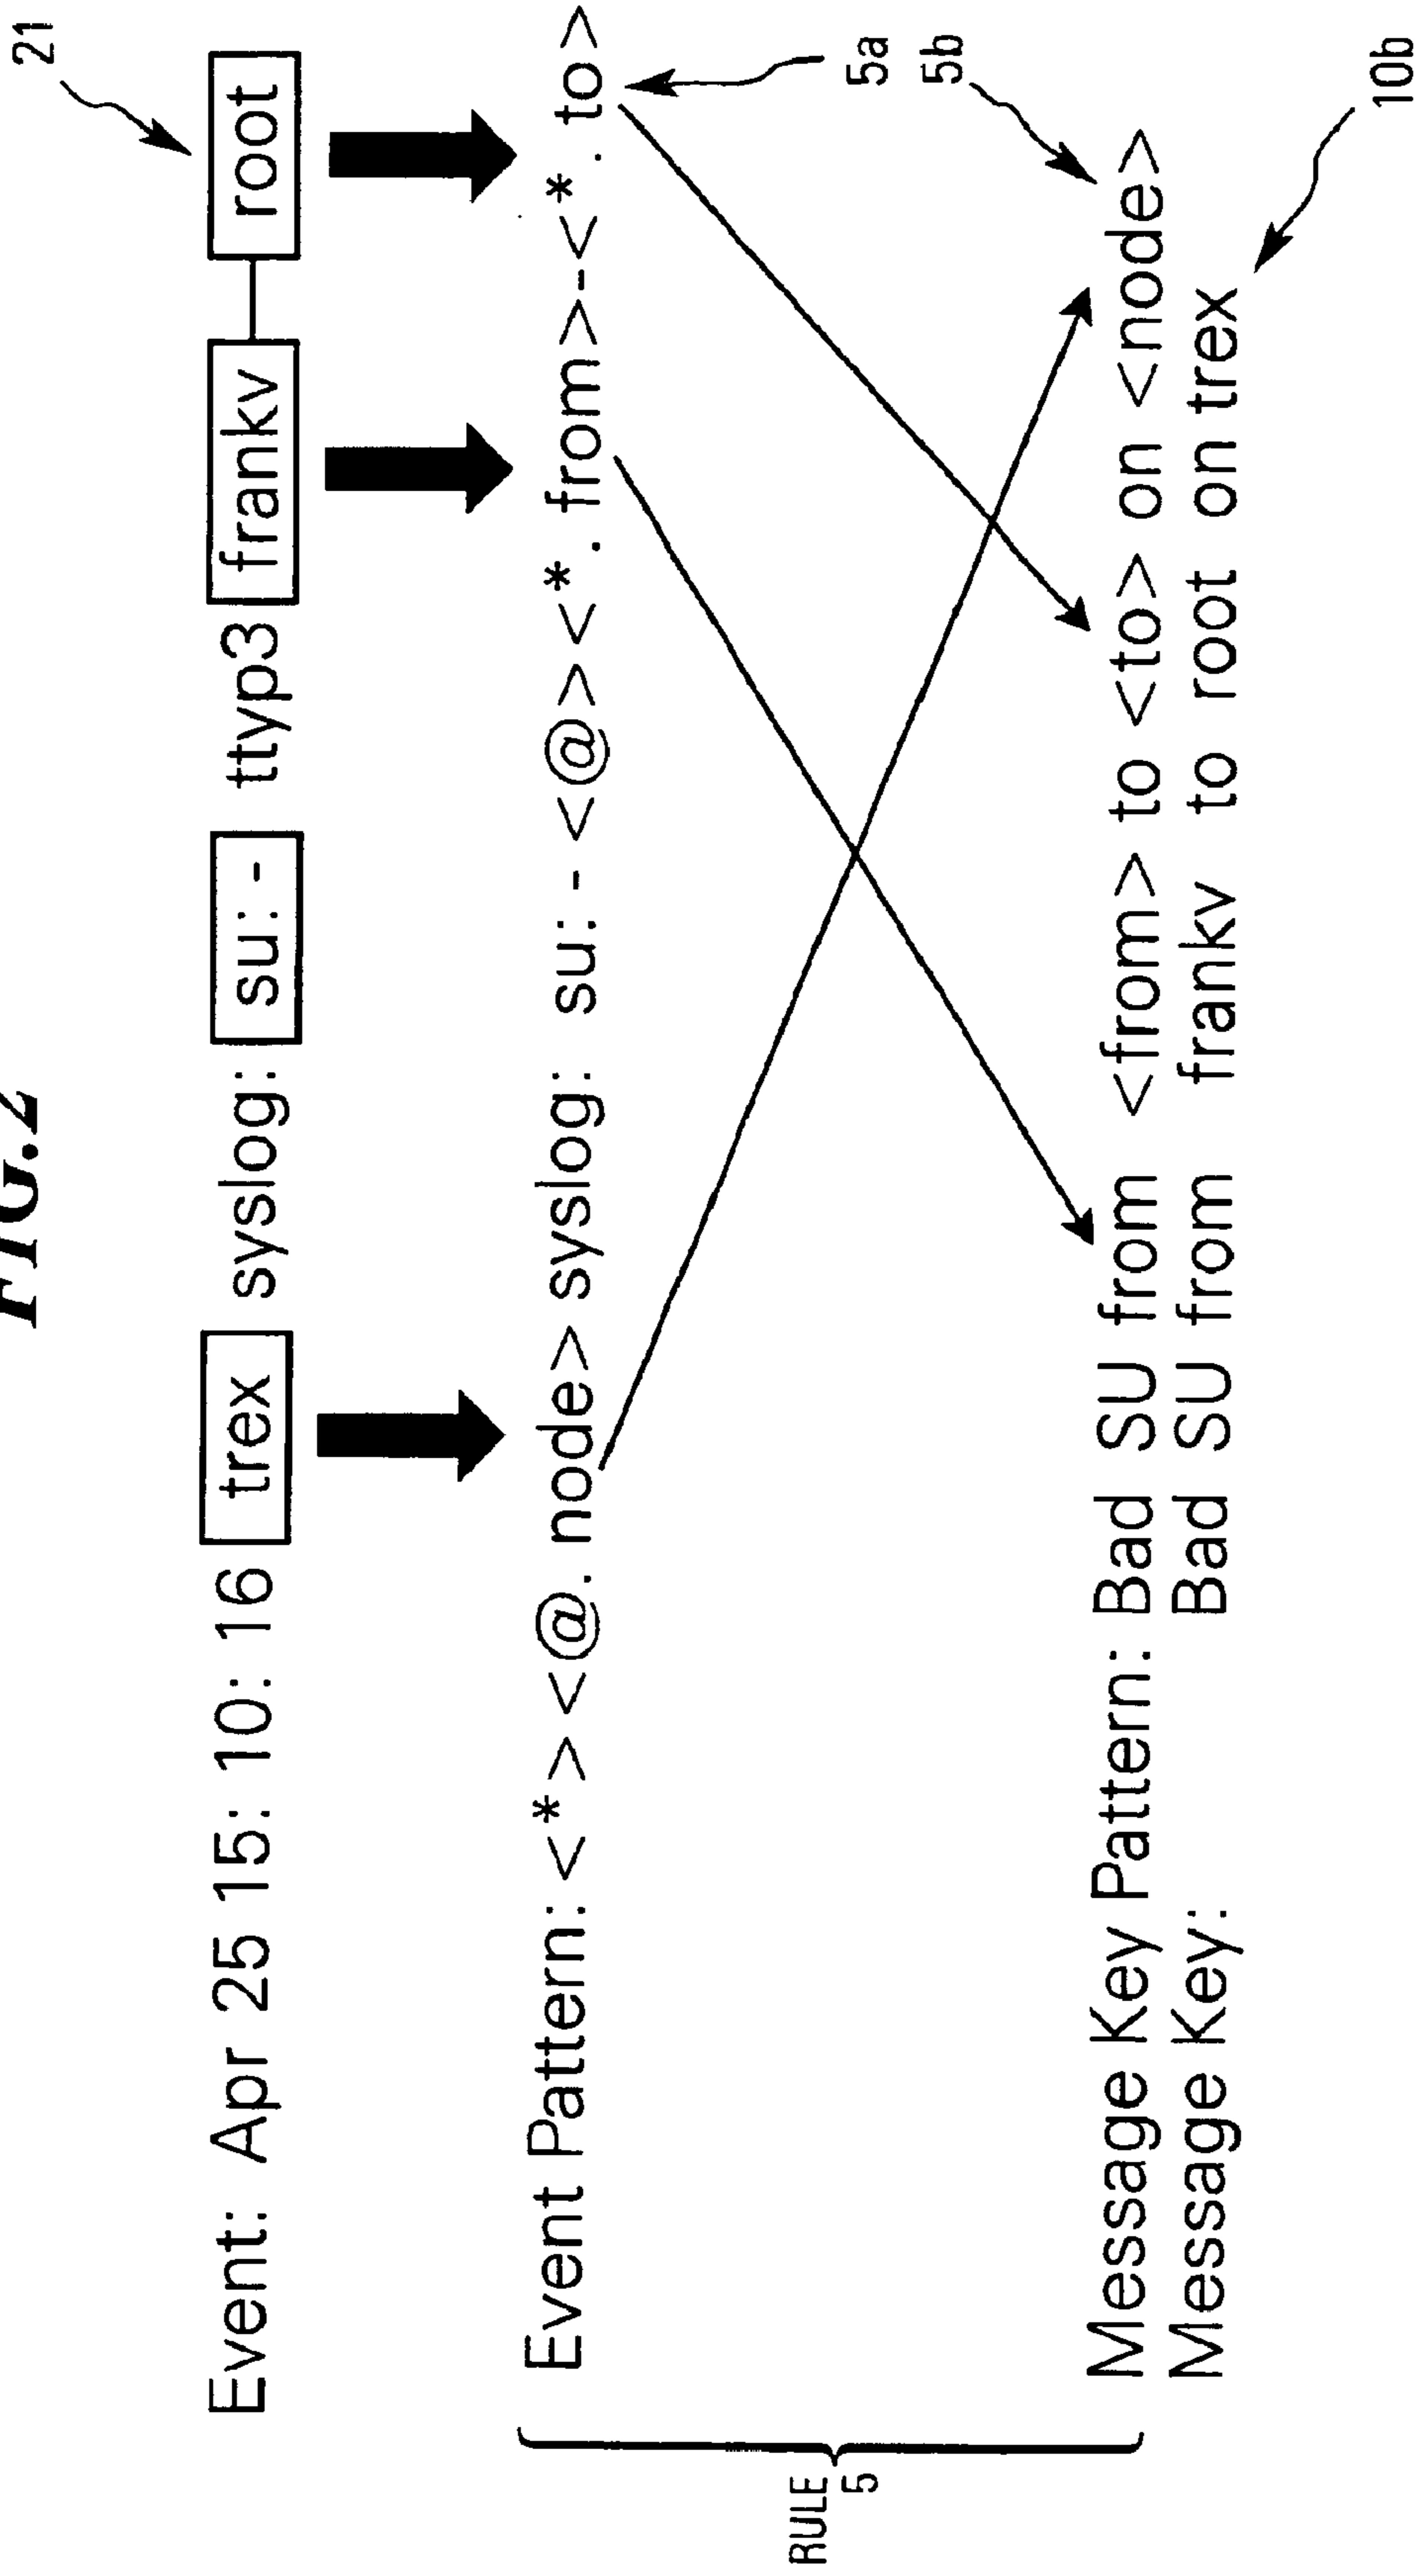 FIG.2
21
Event: Apr 25 15: 10: 16 trex syslog: su: - ttyp3 frankv root
Event Pattern: <*> <@. node> syslog: su: - <@> <*. from>-<*. to>
5a
5b
Message Key Pattern: Bad SU from <from> to <to> on <node>
Message Key: Bad SU from frankv to root on trex
10b
RULE
5